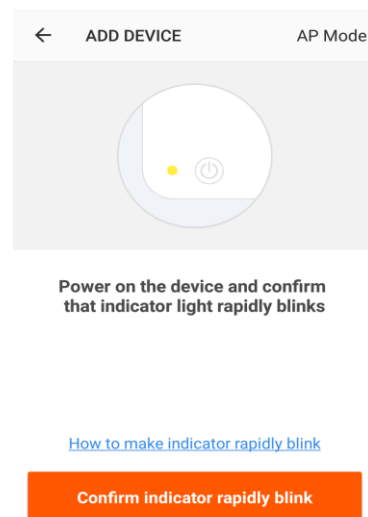 ADD DEVICE AP Mode
Power on the device and confirm
that indicator light rapidly blinks
How to make indicator rapidly blink
Confirm indicator rapidly blink